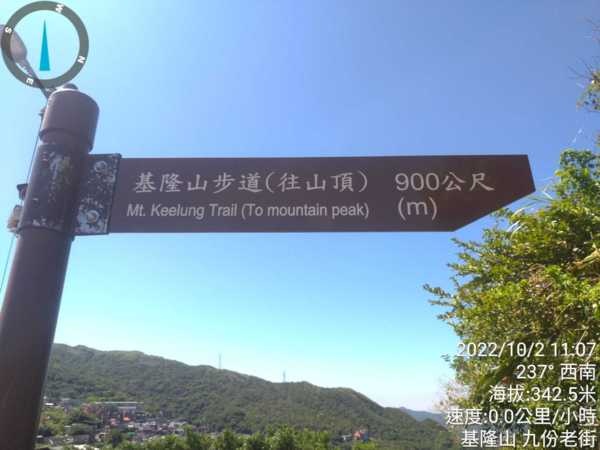 W
S
N
E
基隆山步道(往山頂) 900公尺
Mt. Keelung Trail (To mountain peak) (m)
2022/10/2 11:07
237° 西南
海拔:342.5米
速度:0.0公里/小時
基隆山 九份老街